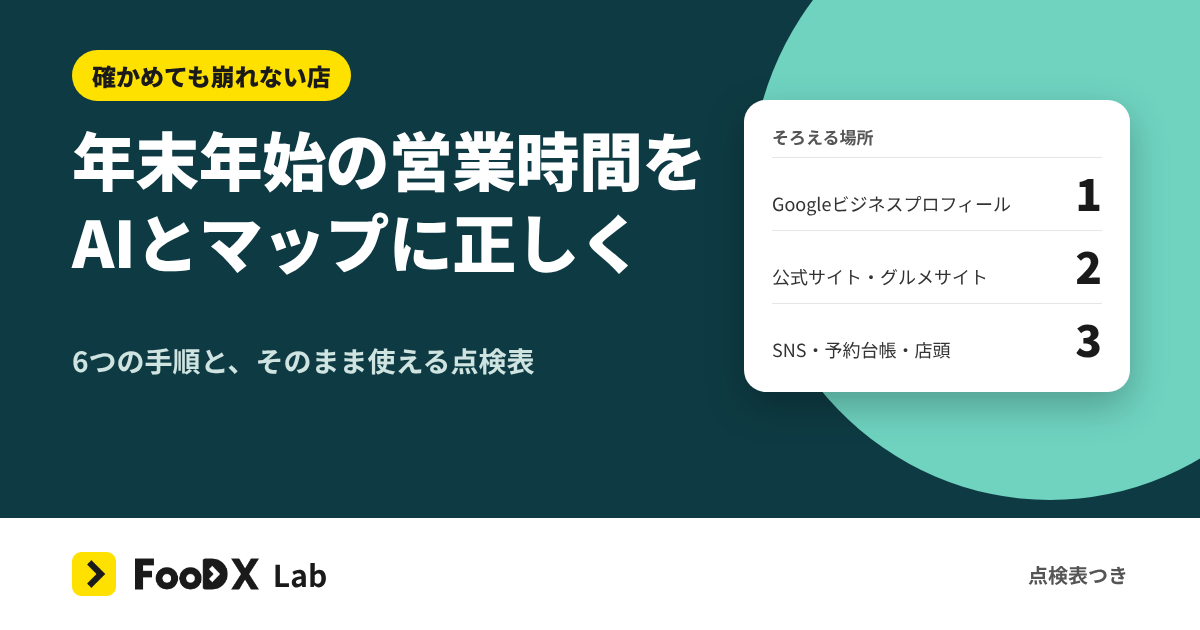 確かめても崩れない店
年末年始の営業時間を
AIとマップに正しく
6つの手順と、そのまま使える点検表
そろえる場所
Googleビジネスプロフィール 1
公式サイト・グルメサイト 2
SNS・予約台帳・店頭 3
FooDX Lab
点検表つき